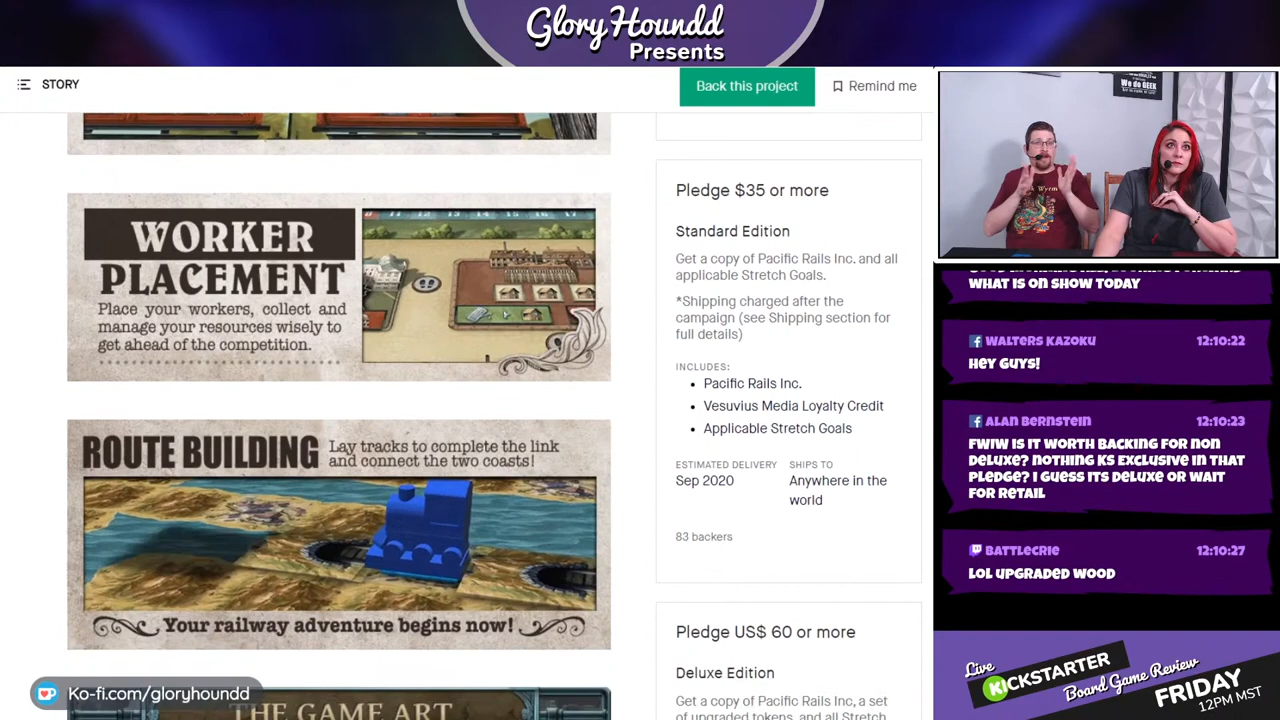 GloryHoundd
Presents
STORY
Back this project
Remind me
WORKER
PLACEMENT
Place your workers, collect and
manage your resources wisely to
get ahead of the competition.
11 12 13 14 15 16 17
ROUTE BUILDING
Lay tracks to complete the link
and connect the two coasts!
Your railway adventure begins now!
THE GAME ART
Ko-fi.com/gloryhoundd
Pledge $35 or more
Standard Edition
Get a copy of Pacific Rails Inc. and all
applicable Stretch Goals.
*Shipping charged after the
campaign (see Shipping section for
full details)
INCLUDES:
• Pacific Rails Inc.
• Vesuvius Media Loyalty Credit
• Applicable Stretch Goals
ESTIMATED DELIVERY
Sep 2020
SHIPS TO
Anywhere in the
world
83 backers
Pledge US$ 60 or more
Deluxe Edition
Get a copy of Pacific Rails Inc, a set
of upgraded tokens, and all Stretch
We do GEEK
WHAT IS ON SHOW TODAY
WALTERS KAZOKU 12:10:22
HEY GUYS!
ALAN BERNSTEIN 12:10:23
FWIW IS IT WORTH BACKING FOR NON
DELUXE? NOTHING KS EXCLUSIVE IN THAT
PLEDGE? I GUESS ITS DELUXE OR WAIT
FOR RETAIL
BATTLECRIE 12:10:27
LOL UPGRADED WOOD
Live
KICKSTARTER
Board Game Review
FRIDAY
12PM MST